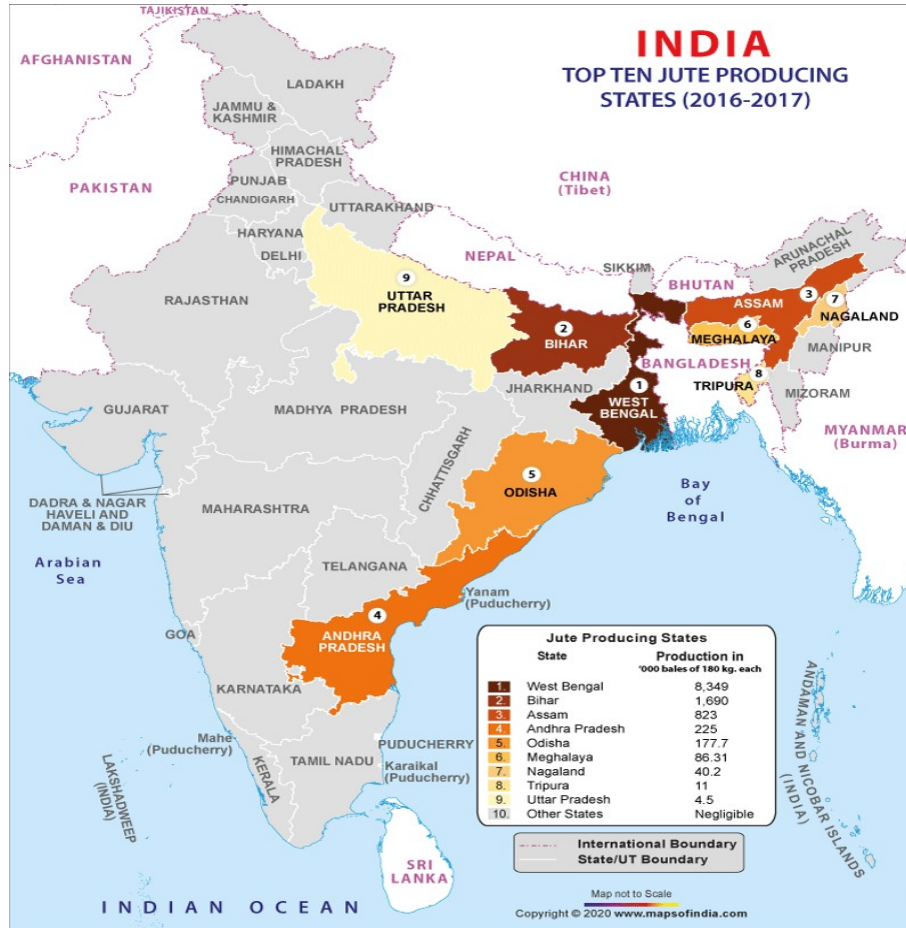 INDIA
TOP TEN JUTE PRODUCING
STATES (2016-2017)
TAJIKISTAN
AFGHANISTAN
LADAKH
JAMMU &
KASHMIR
HIMACHAL
PRADESH
PAKISTAN
PUNJAB
CHANDIGARH
UTTARAKHAND
CHINA
(Tibet)
HARYANA
DELHI
NEPAL
SIKKIM
BHUTAN
ARUNACHAL
PRADESH
RAJASTHAN
9
UTTAR
PRADESH
2
BIHAR
ASSAM
3
7
NAGALAND
6
MEGHALAYA
MANIPUR
BANGLADESH
8
TRIPURA
MIZORAM
1
WEST
BENGAL
JHARKHAND
GUJARAT
MADHYA PRADESH
MYANMAR
(Burma)
CHHATTISGARH
5
ODISHA
Bay
of
Bengal
DADRA & NAGAR
HAVELI AND
DAMAN & DIU
MAHARASHTRA
Arabian
Sea
TELANGANA
Yanam
(Puducherry)
4
ANDHRA
PRADESH
GOA
KARNATAKA
Mahe
(Puducherry)
PUDUCHERRY
TAMIL NADU
Karaikal
(Puducherry)
KERALA
LAKSHADWEEP
(INDIA)
ANDAMAN AND NICOBAR ISLANDS
(INDIA)
SRI
LANKA
INDIAN OCEAN
Jute Producing States
State Production in
'000 bales of 180 kg. each
1. West Bengal 8,349
2. Bihar 1,690
3. Assam 823
4 Andhra Pradesh 225
5. Odisha 177.7
6. Meghalaya 86.31
7. Nagaland 40.2
8. Tripura 11
9. Uttar Pradesh 4.5
10. Other States Negligible
International Boundary
State/UT Boundary
Map not to Scale
Copyright © 2020 www.mapsofindia.com